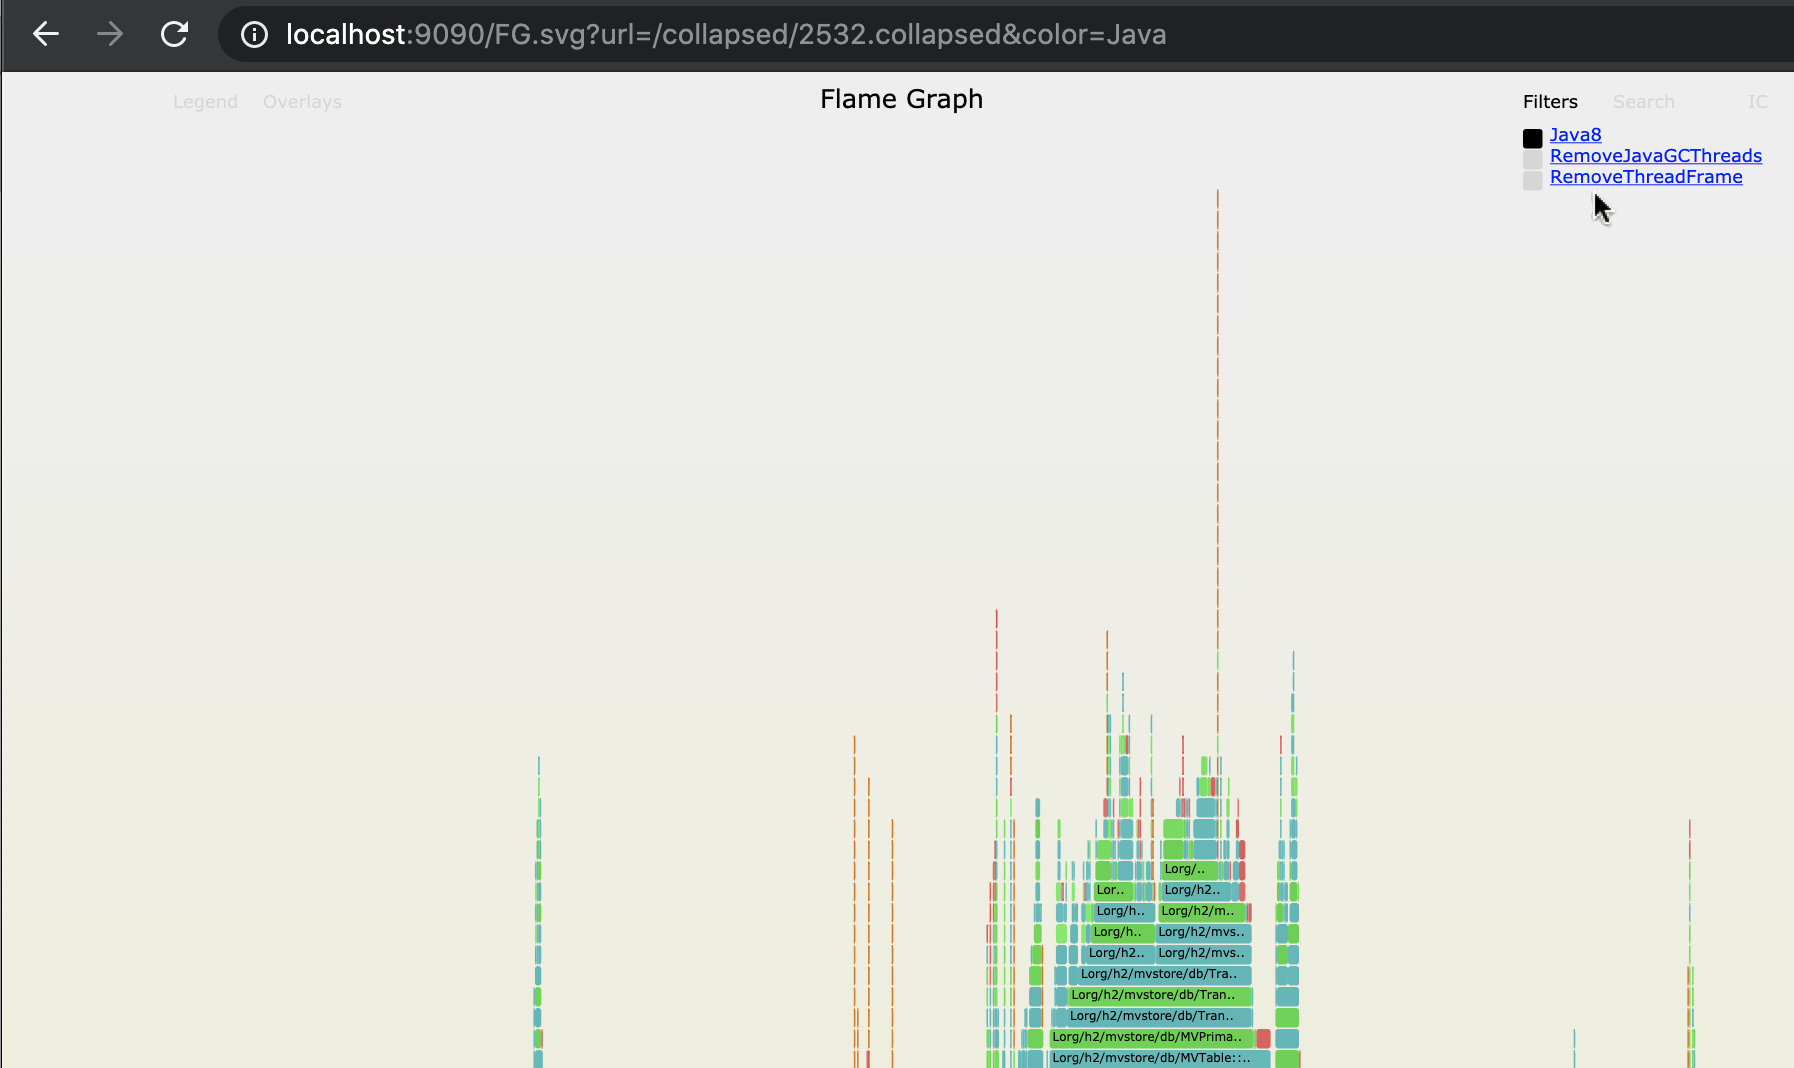 localhost:9090/FG.svg?url=/collapsed/2532.collapsed&color=Java
Legend Overlays Flame Graph Filters Search IC
Java8
RemoveJavaGCThreads
RemoveThreadFrame
Lorg/..
Lor.. Lorg/h2..
Lorg/h.. Lorg/h2/m..
Lorg/h.. Lorg/h2/mvs..
Lorg/h2.. Lorg/h2/mvs..
Lorg/h2/mvstore/db/Tra..
Lorg/h2/mvstore/db/Tran..
Lorg/h2/mvstore/db/Tran..
Lorg/h2/mvstore/db/MVPrima..
Lorg/h2/mvstore/db/MVTable::..